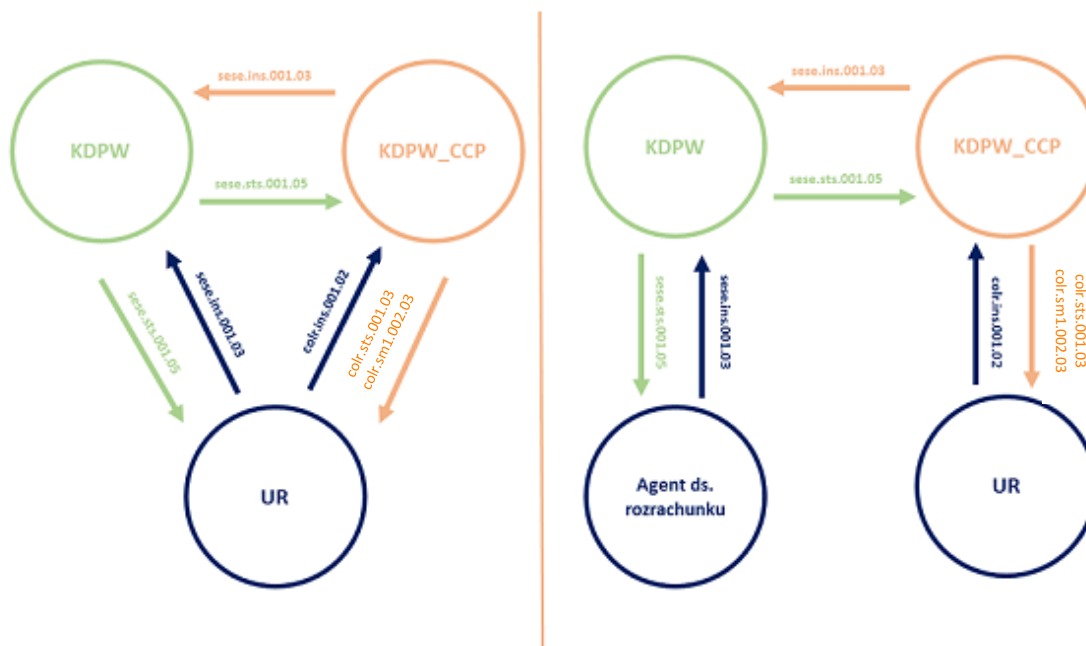 sese.ins.001.03
KDPW
KDPW_CCP
sese.sts.001.05
sese.sts.001.05
sese.ins.001.03
colr.ins.001.02
colr.sts.001.03
colr.sm1.002.03
UR
sese.ins.001.03
KDPW
KDPW_CCP
sese.sts.001.05
sese.sts.001.05
sese.ins.001.03
colr.ins.001.02
colr.sts.001.03
colr.sm1.002.03
Agent ds.
rozrachunku
UR